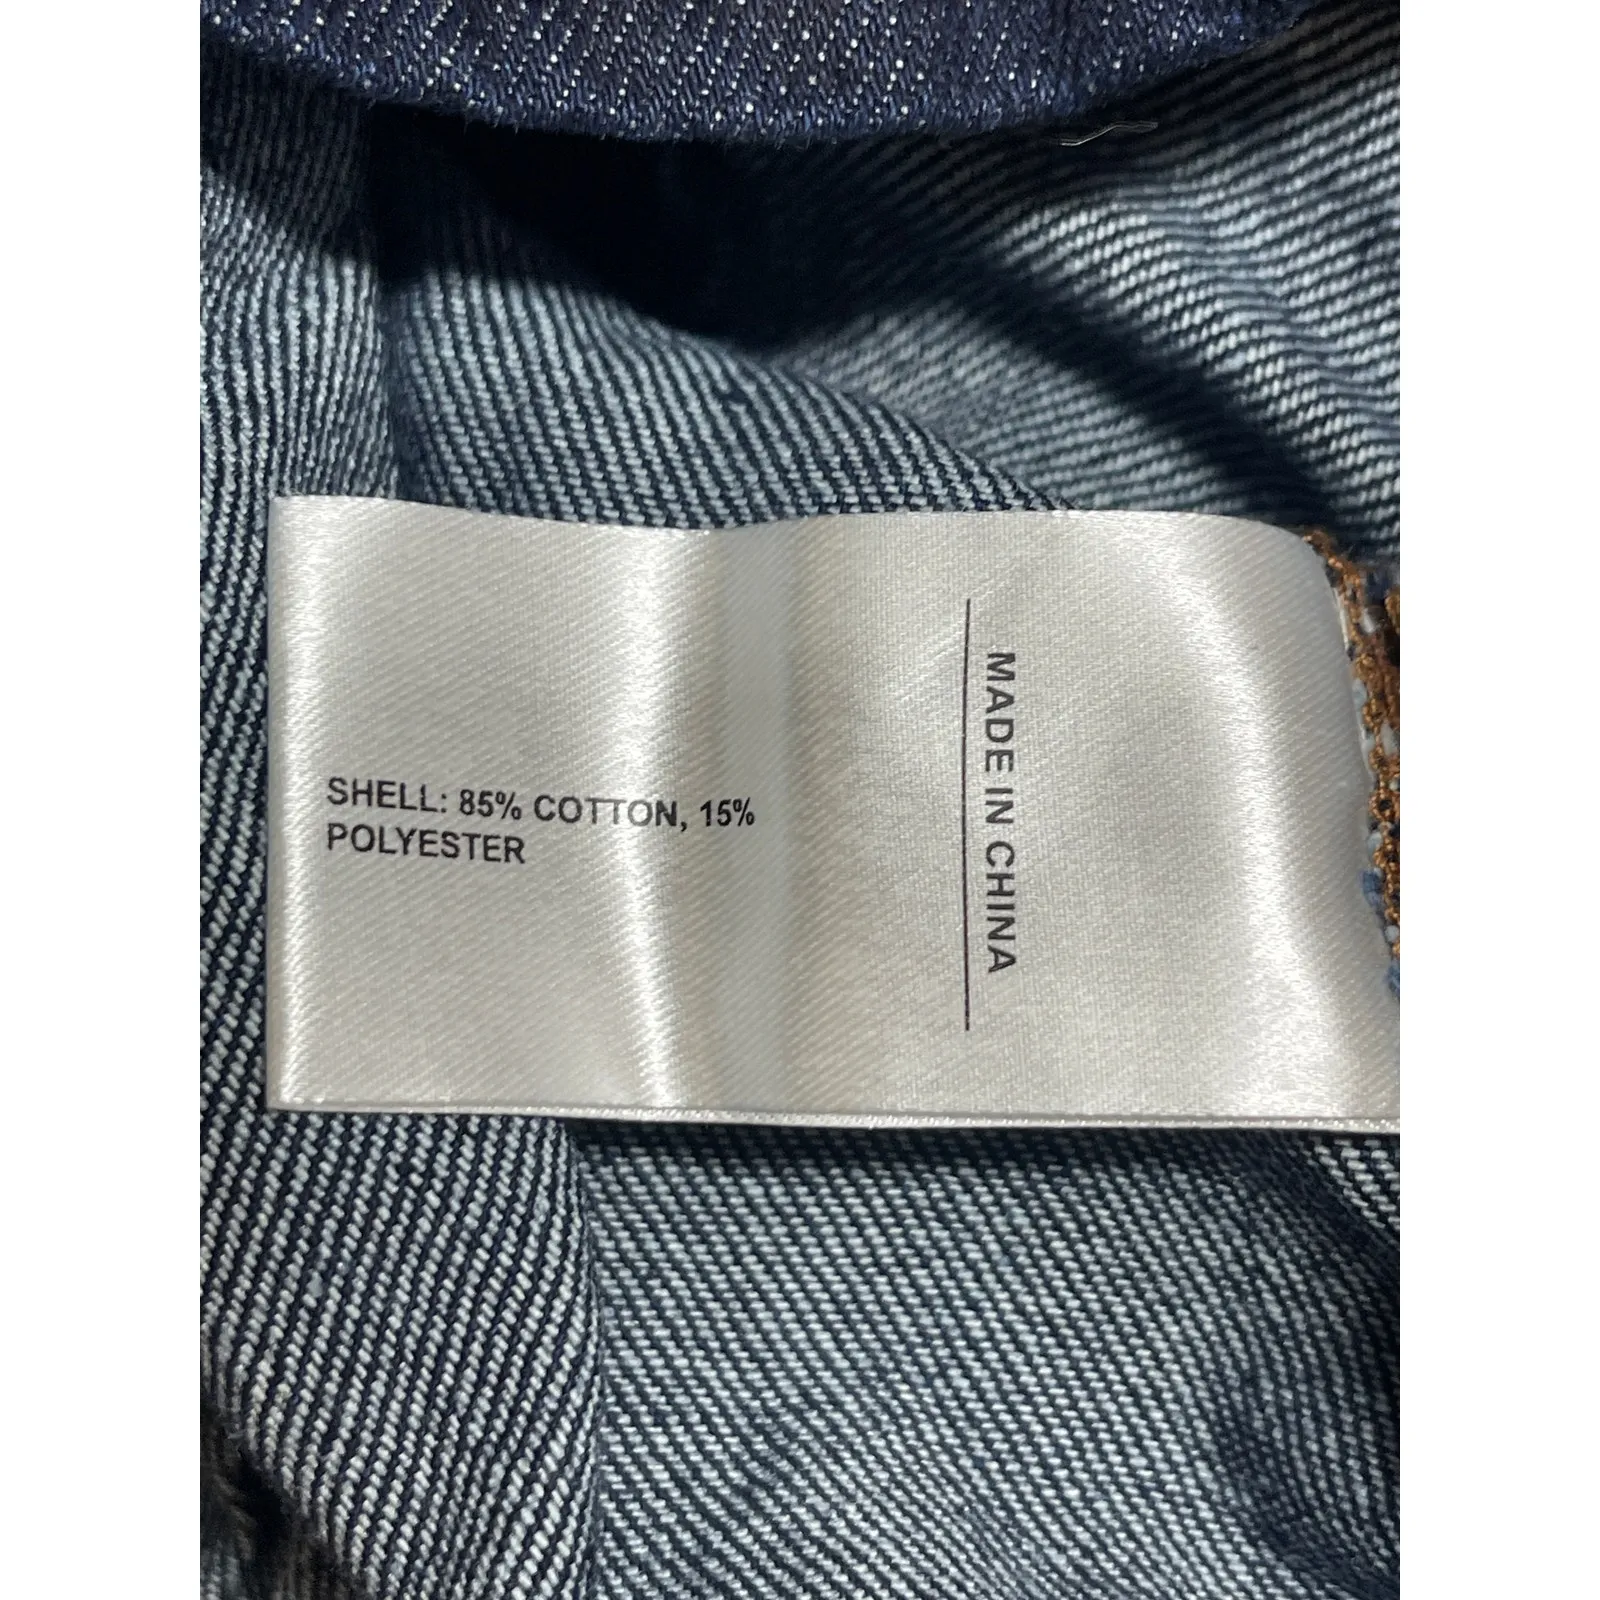 SHELL: 85% COTTON, 15%
POLYESTER
MADE IN CHINA